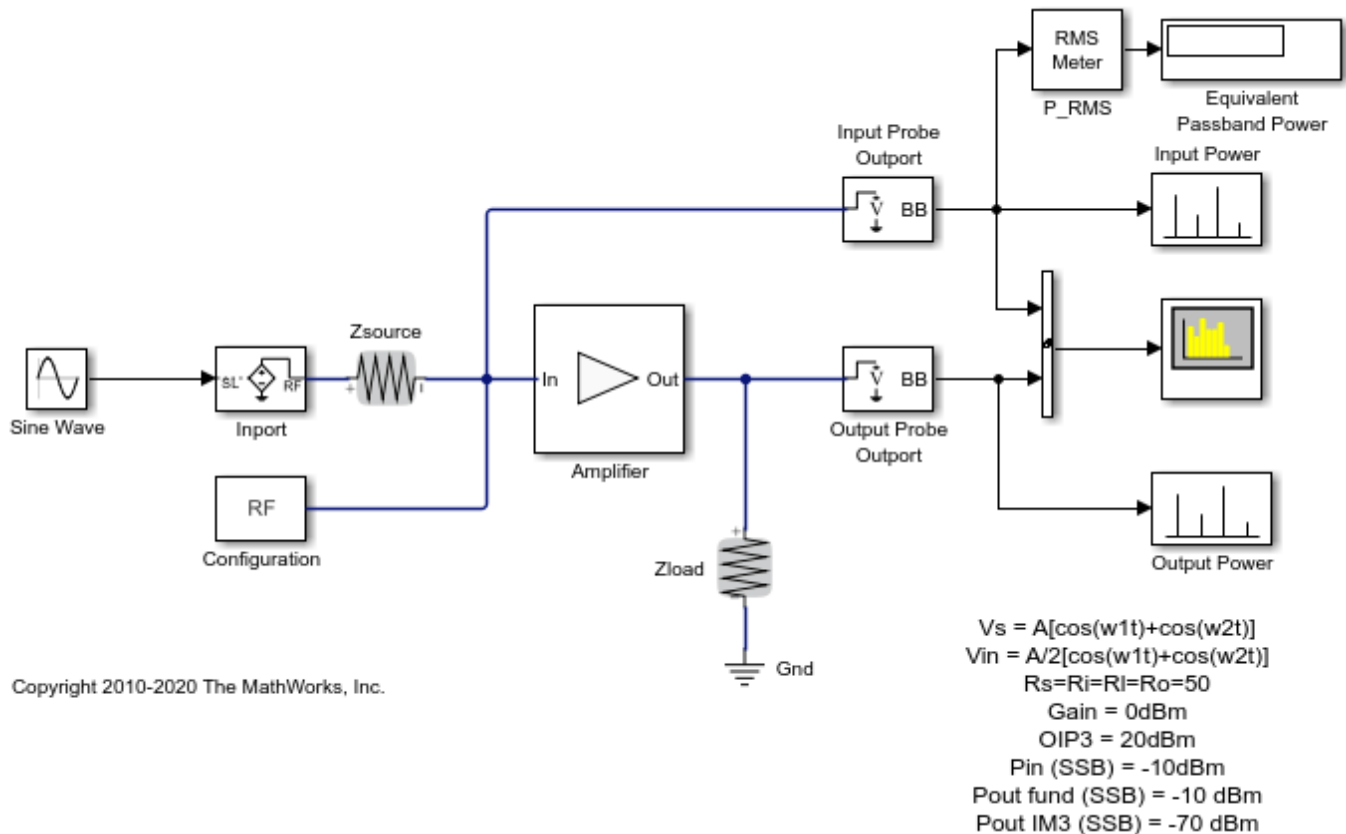 RMS
Meter
P_RMS
Equivalent
Passband Power
Input Probe
Outport
BB
Input Power
Zsource
Sine Wave
SL
RF
Inport
In
Out
Amplifier
BB
Output Probe
Outport
RF
Configuration
Zload
Gnd
Output Power
Copyright 2010-2020 The MathWorks, Inc.
Vs = A[cos(w1t)+cos(w2t)]
Vin = A/2[cos(w1t)+cos(w2t)]
Rs=Ri=Rl=Ro=50
Gain = 0dBm
OIP3 = 20dBm
Pin (SSB) = -10dBm
Pout fund (SSB) = -10 dBm
Pout IM3 (SSB) = -70 dBm